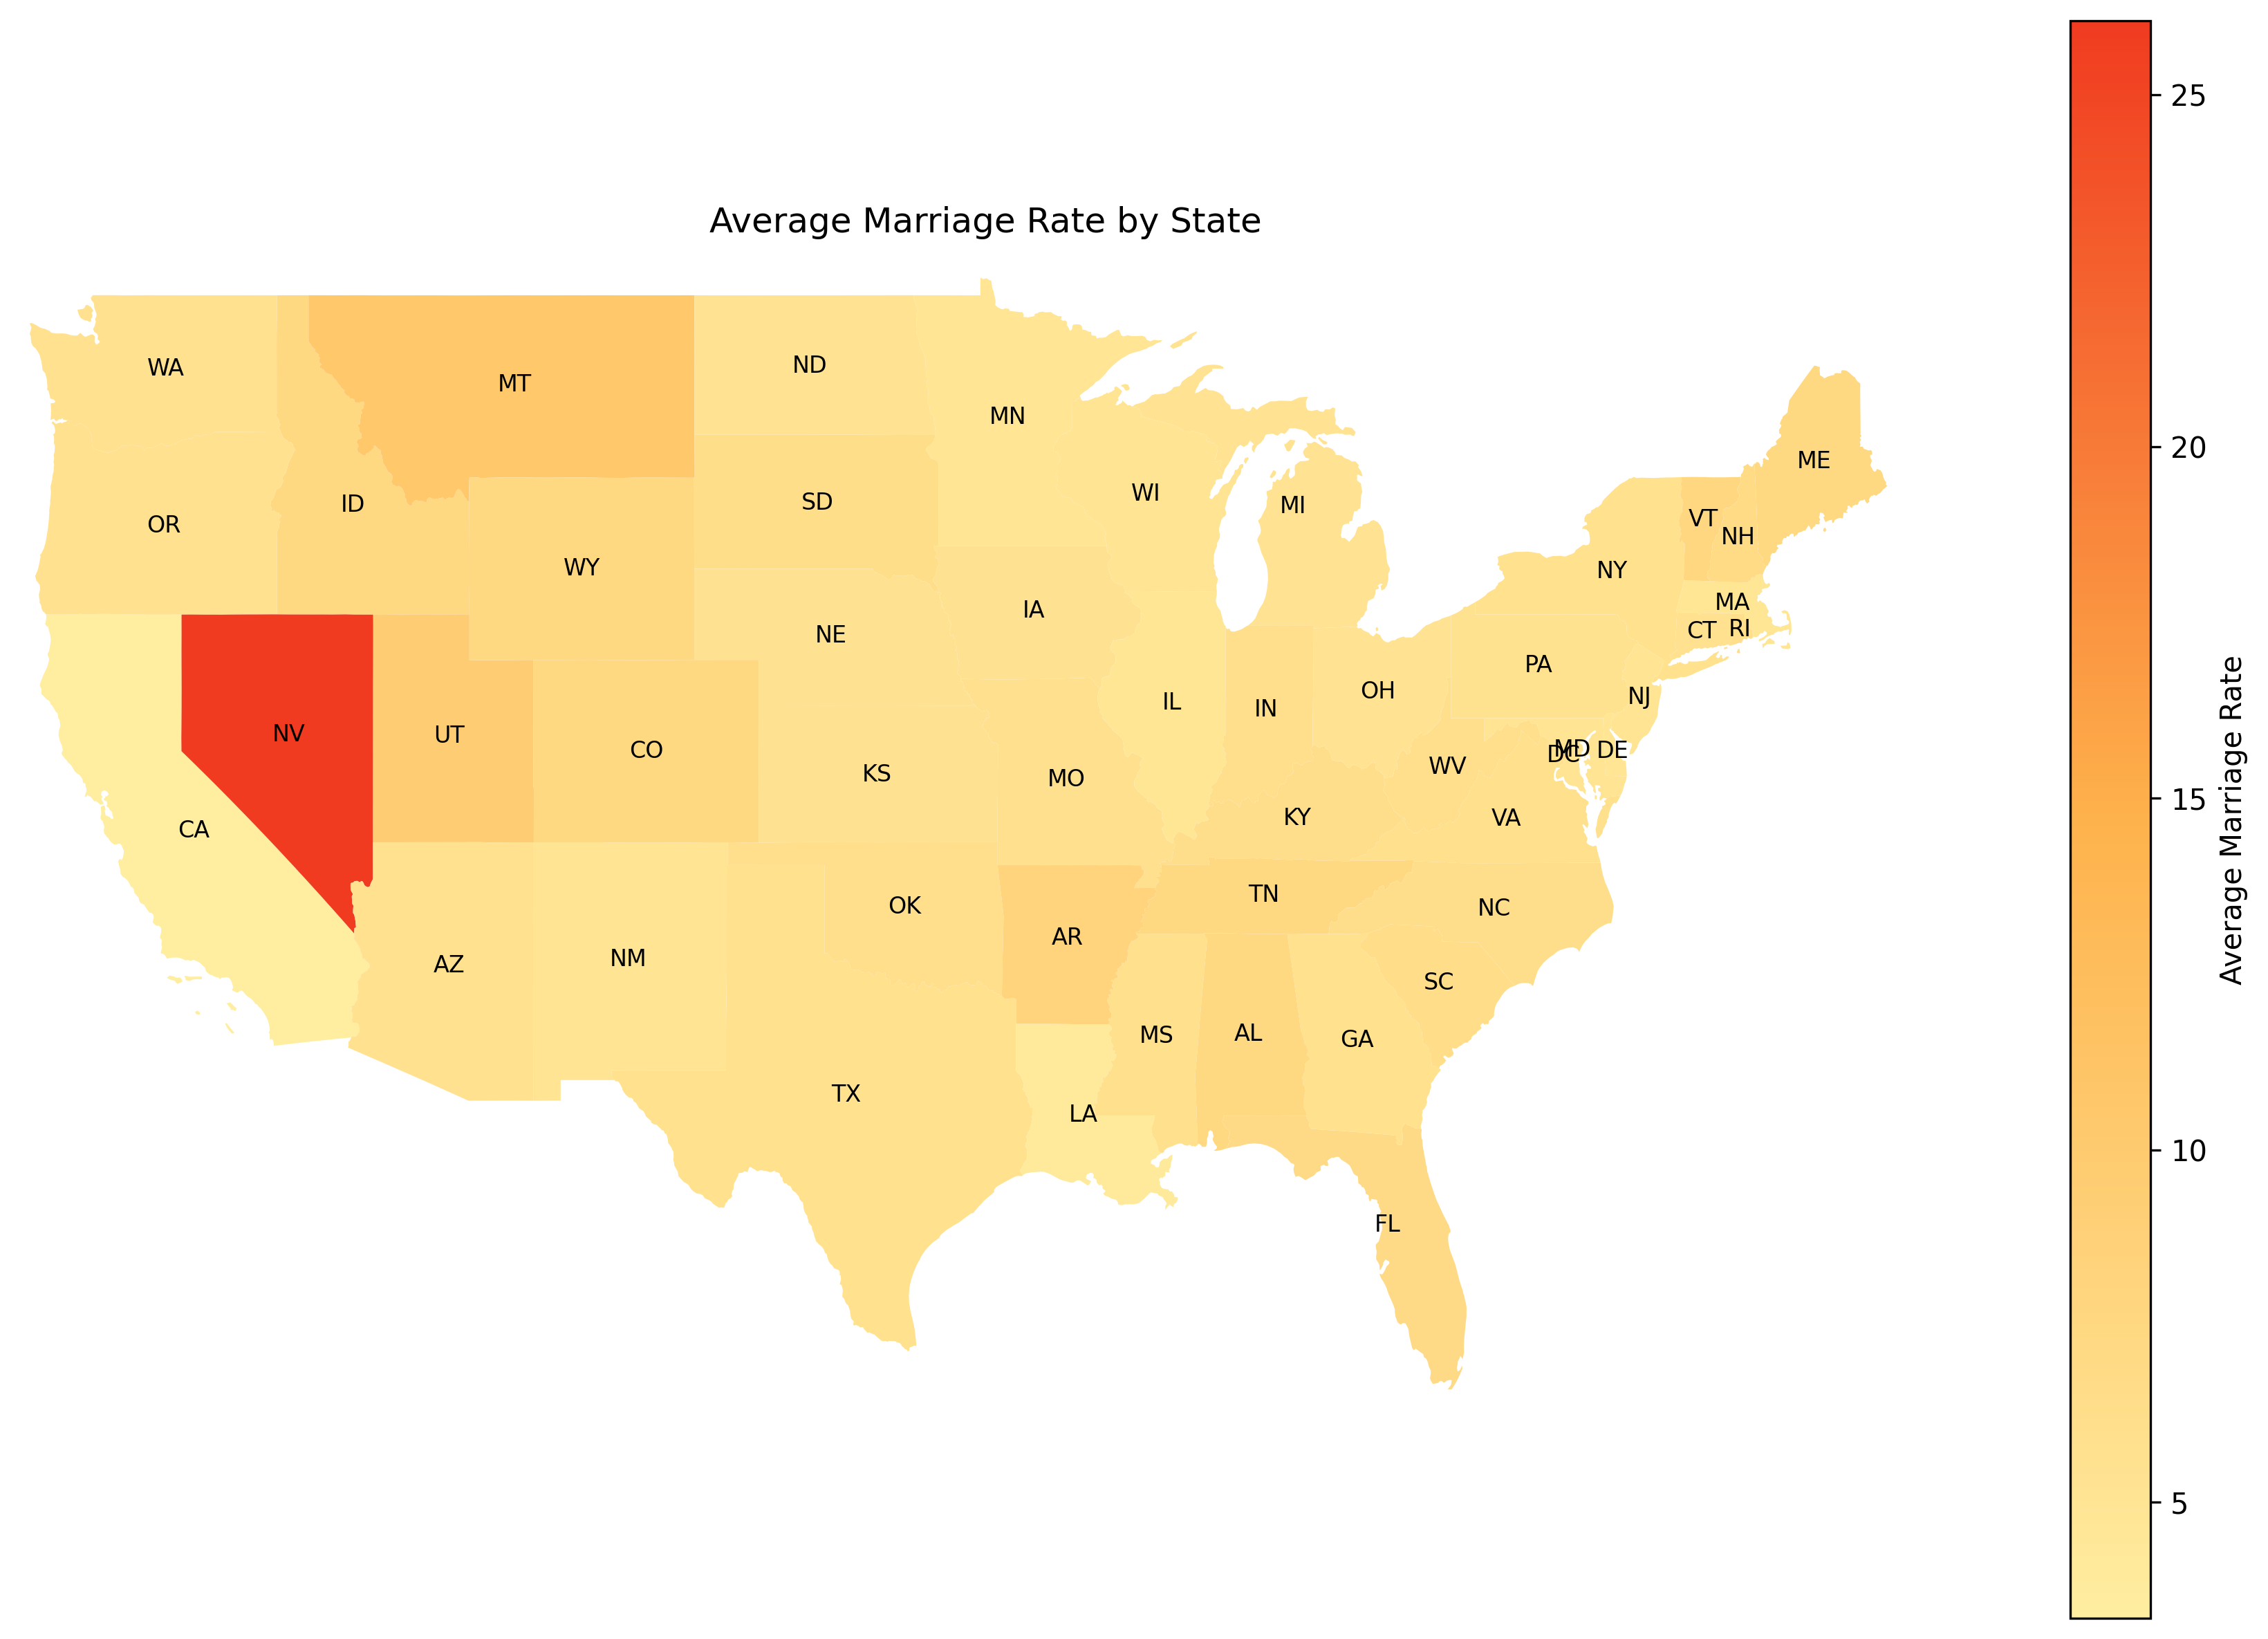 Average Marriage Rate by State
WA
MT
ND
MN
OR
ID
SD
WI
MI
ME
WY
VT
NH
NY
IA
NE
MA
CT
RI
PA
NV
UT
CO
IL
IN
OH
NJ
KS
MO
WV
DC
MD
DE
CA
KY
VA
OK
AR
TN
NC
AZ
NM
SC
MS
AL
GA
TX
LA
FL
25
20
15
10
5
Average Marriage Rate